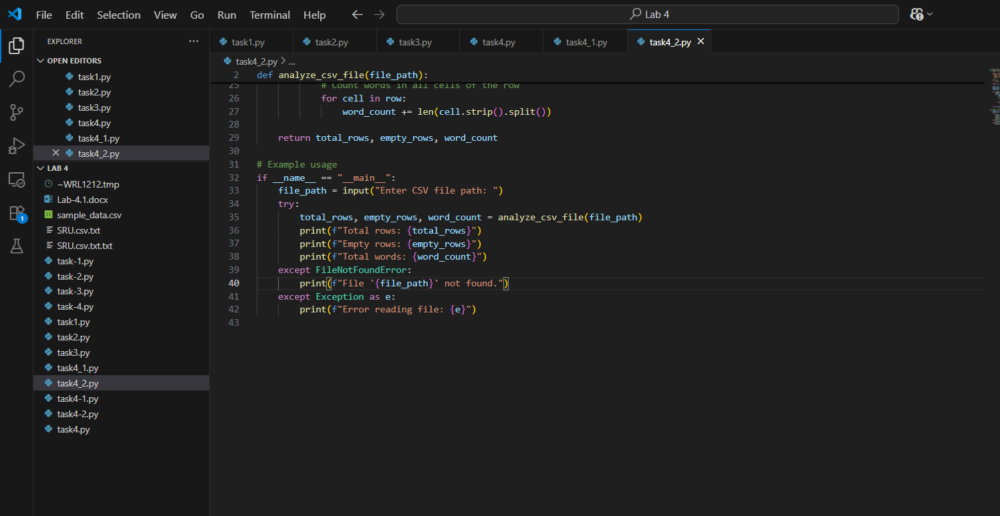 File Edit Selection View Go Run Terminal Help
Lab 4
EXPLORER
OPEN EDITORS
task1.py
task2.py
task3.py
task4.py
task4_1.py
task4_2.py
LAB 4
~WRL1212.tmp
Lab-4.1.docx
sample_data.csv
SRU.csv.txt
SRU.csv.txt.txt
task-1.py
task-2.py
task-3.py
task-4.py
task1.py
task2.py
task3.py
task4_1.py
task4_2.py
task4-1.py
task4-2.py
task4.py
1
task1.py task2.py task3.py task4.py task4_1.py task4_2.py
task4_2.py > ...
2 def analyze_csv_file(file_path):
25 # Count words in all cells of the row
26 for cell in row:
27 word_count += len(cell.strip().split())
28
29 return total_rows, empty_rows, word_count
30
31 # Example usage
32 if __name__ == "__main__":
33 file_path = input("Enter CSV file path: ")
34 try:
35 total_rows, empty_rows, word_count = analyze_csv_file(file_path)
36 print(f"Total rows: {total_rows}")
37 print(f"Empty rows: {empty_rows}")
38 print(f"Total words: {word_count}")
39 except FileNotFoundError:
40 print(f"File '{file_path}' not found.")
41 except Exception as e:
42 print(f"Error reading file: {e}")
43